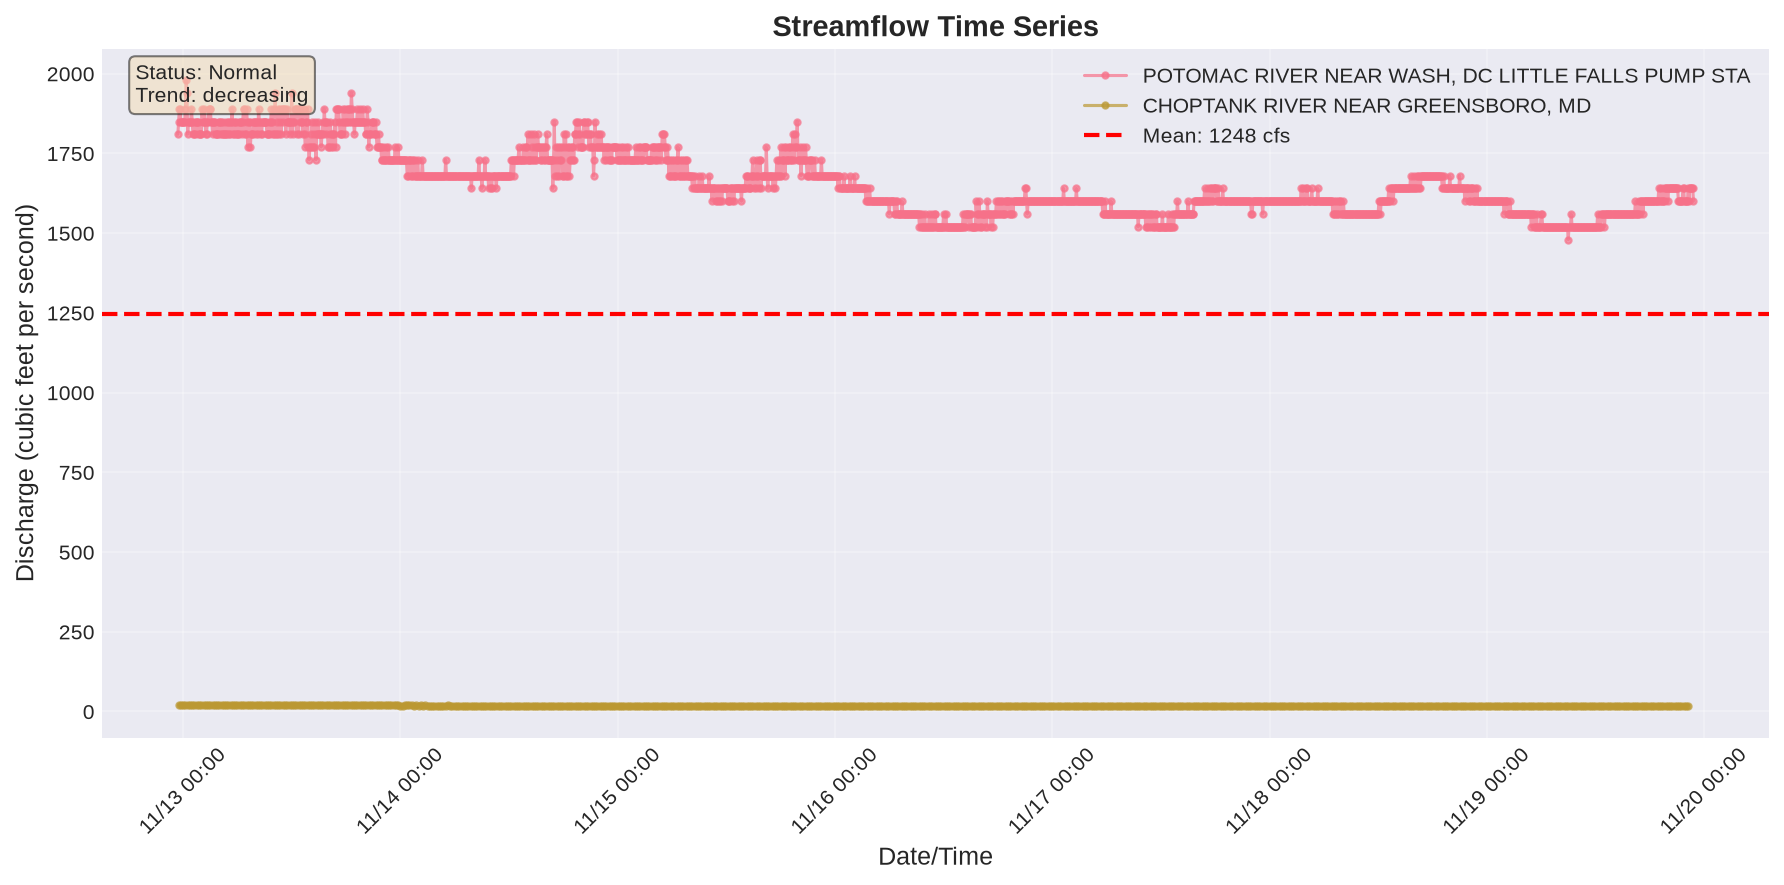 Streamflow Time Series
Status: Normal
Trend: decreasing
POTOMAC RIVER NEAR WASH, DC LITTLE FALLS PUMP STA
CHOPTANK RIVER NEAR GREENSBORO, MD
Mean: 1248 cfs
Discharge (cubic feet per second)
2000
1750
1500
1250
1000
750
500
250
0
11/13 00:00
11/14 00:00
11/15 00:00
11/16 00:00
11/17 00:00
11/18 00:00
11/19 00:00
11/20 00:00
Date/Time